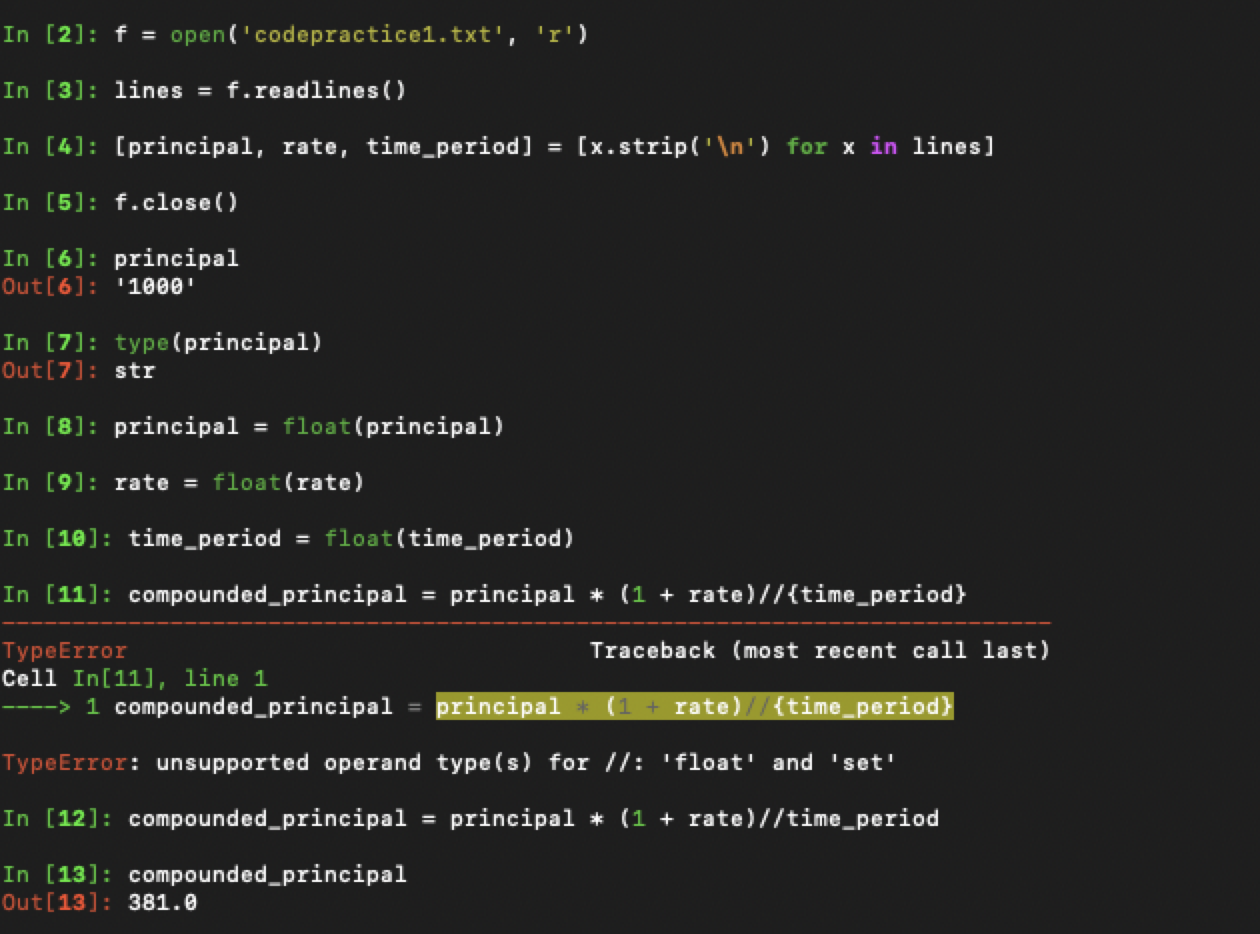 In [2]: f = open('codepractice1.txt', 'r')
In [3]: lines = f.readlines()
In [4]: [principal, rate, time_period] = [x.strip('\n') for x in lines]
In [5]: f.close()
In [6]: principal
Out[6]: '1000'
In [7]: type(principal)
Out[7]: str
In [8]: principal = float(principal)
In [9]: rate = float(rate)
In [10]: time_period = float(time_period)
In [11]: compounded_principal = principal * (1 + rate)//{time_period}
---------------------------------------------------------------------------
TypeError                                 Traceback (most recent call last)
Cell In[11], line 1
----> 1 compounded_principal = principal * (1 + rate)//{time_period}
TypeError: unsupported operand type(s) for //: 'float' and 'set'
In [12]: compounded_principal = principal * (1 + rate)//time_period
In [13]: compounded_principal
Out[13]: 381.0